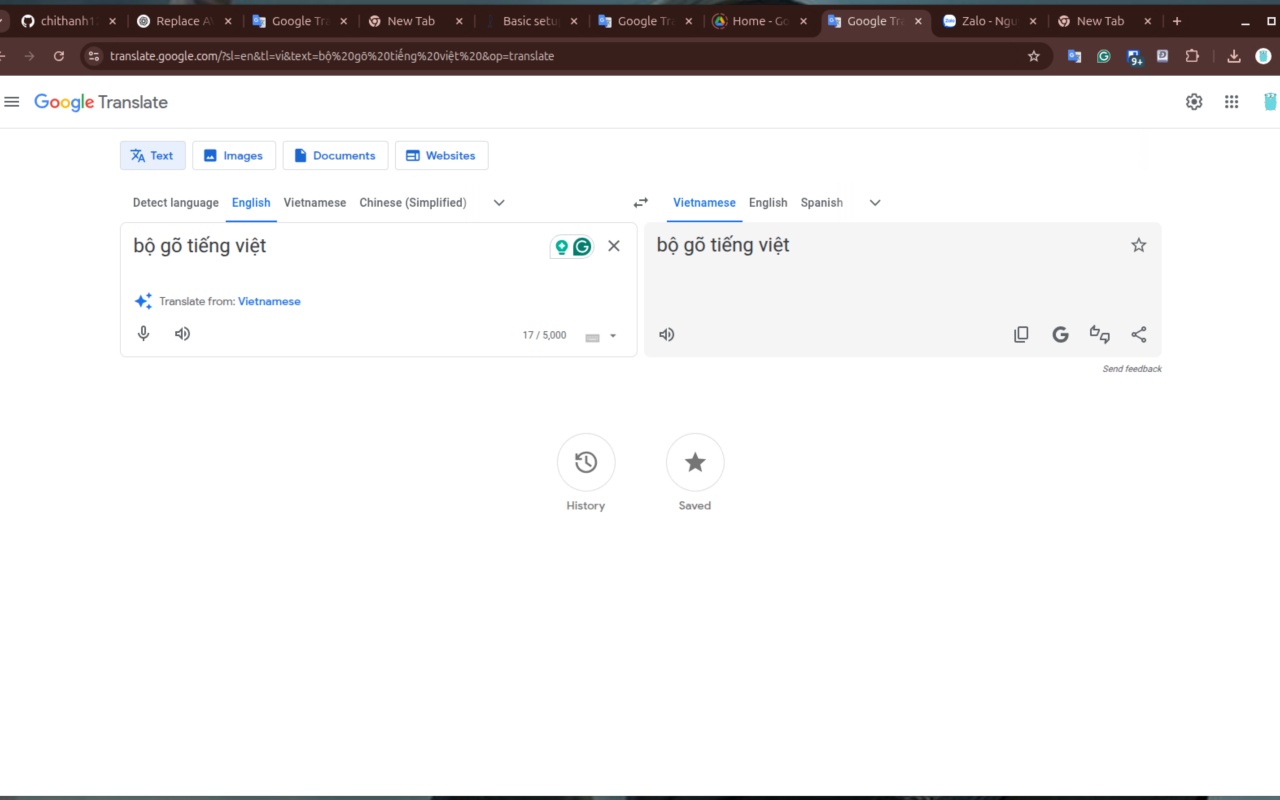 chithanh1
Replace A
Google Tra
New Tab
Basic setu
Google Tra
Home - Go
Google Tra
Zalo - Ngu
New Tab
translate.google.com/?sl=en&tl=vi&text=bộ%20gõ%20tiếng%20việt%20&op=translate
9+
Google Translate
Text
Images
Documents
Websites
Detect language
English
Vietnamese
Chinese (Simplified)
Vietnamese
English
Spanish
bộ gõ tiếng việt
bộ gõ tiếng việt
Translate from: Vietnamese
17 / 5,000
Send feedback
History
Saved